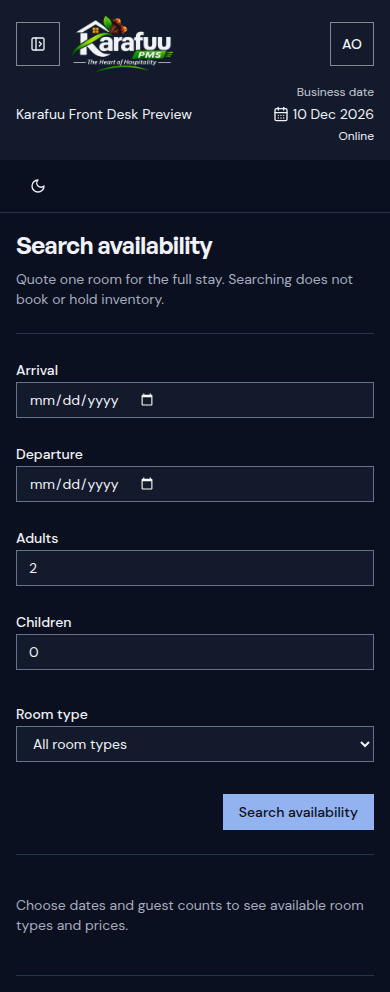 Karafuu
PMS
The Heart of Hospitality
AO
Business date
Karafuu Front Desk Preview
10 Dec 2026
Online
Search availability
Quote one room for the full stay. Searching does not
book or hold inventory.
Arrival
mm/dd/yyyy
Departure
mm/dd/yyyy
Adults
2
Children
0
Room type
All room types
Search availability
Choose dates and guest counts to see available room
types and prices.